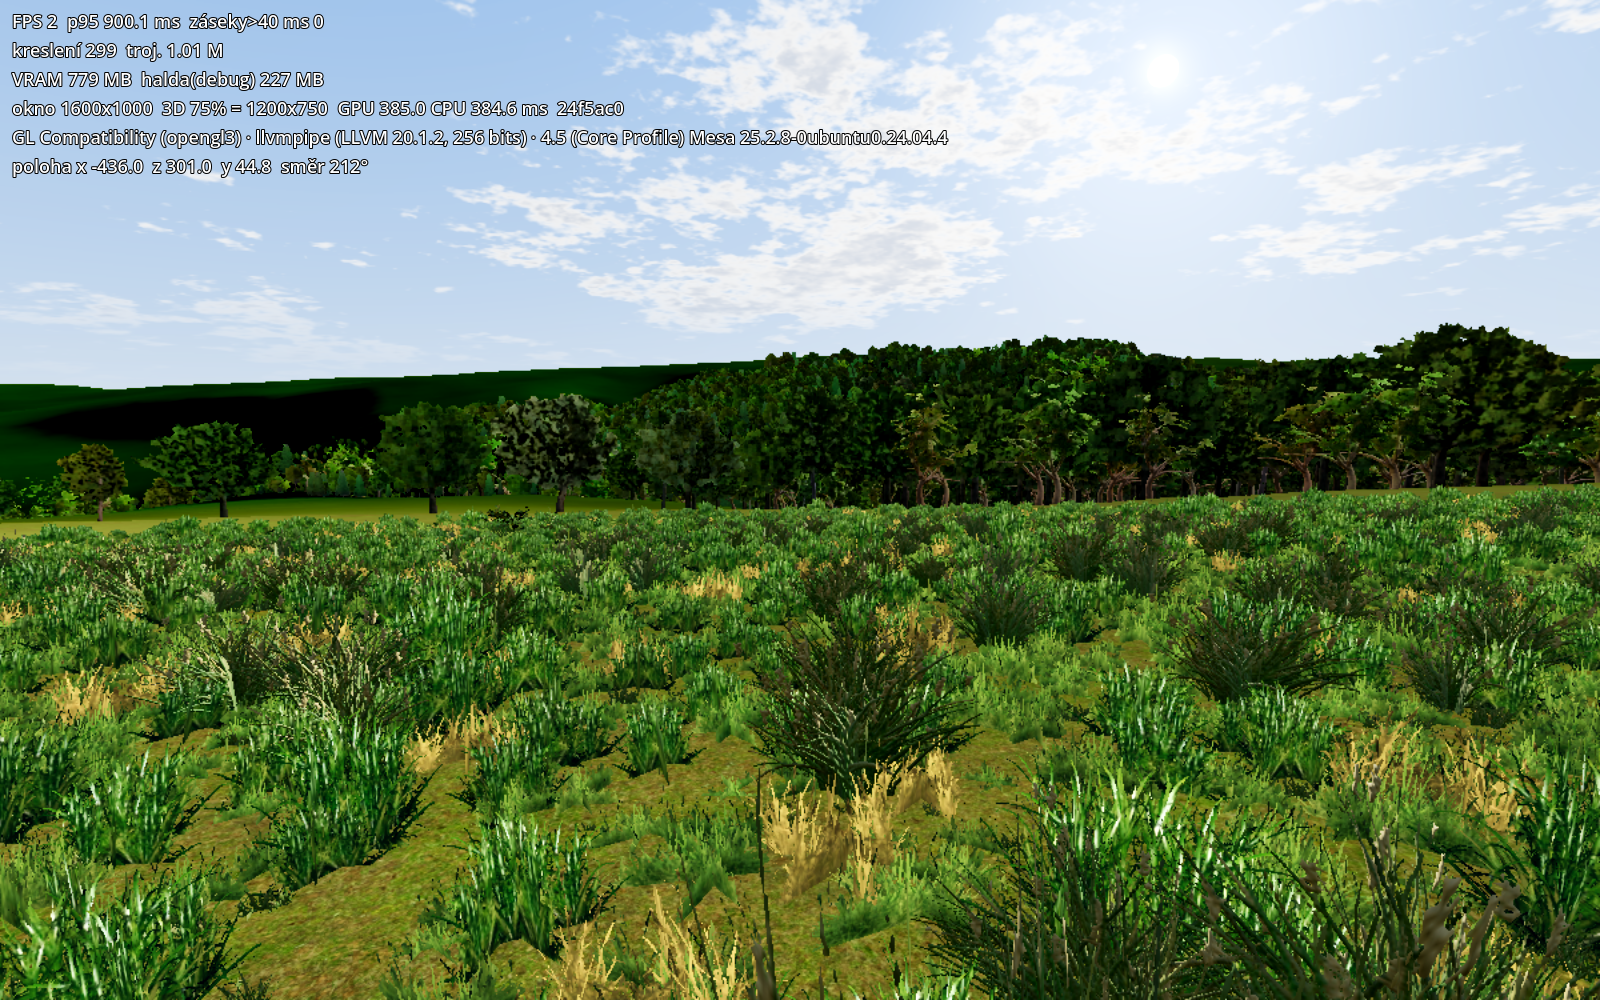 FPS 2  p95 900.1 ms  záseky>40 ms 0
kreslení 299  troj. 1.01 M
VRAM 779 MB  halda(debug) 227 MB
okno 1600x1000  3D 75% = 1200x750  GPU 385.0 CPU 384.6 ms  24f5ac0
GL Compatibility (opengl3) · llvmpipe (LLVM 20.1.2, 256 bits) · 4.5 (Core Profile) Mesa 25.2.8-0ubuntu0.24.04.4
poloha x -436.0  z 301.0  y 44.8  směr 212°